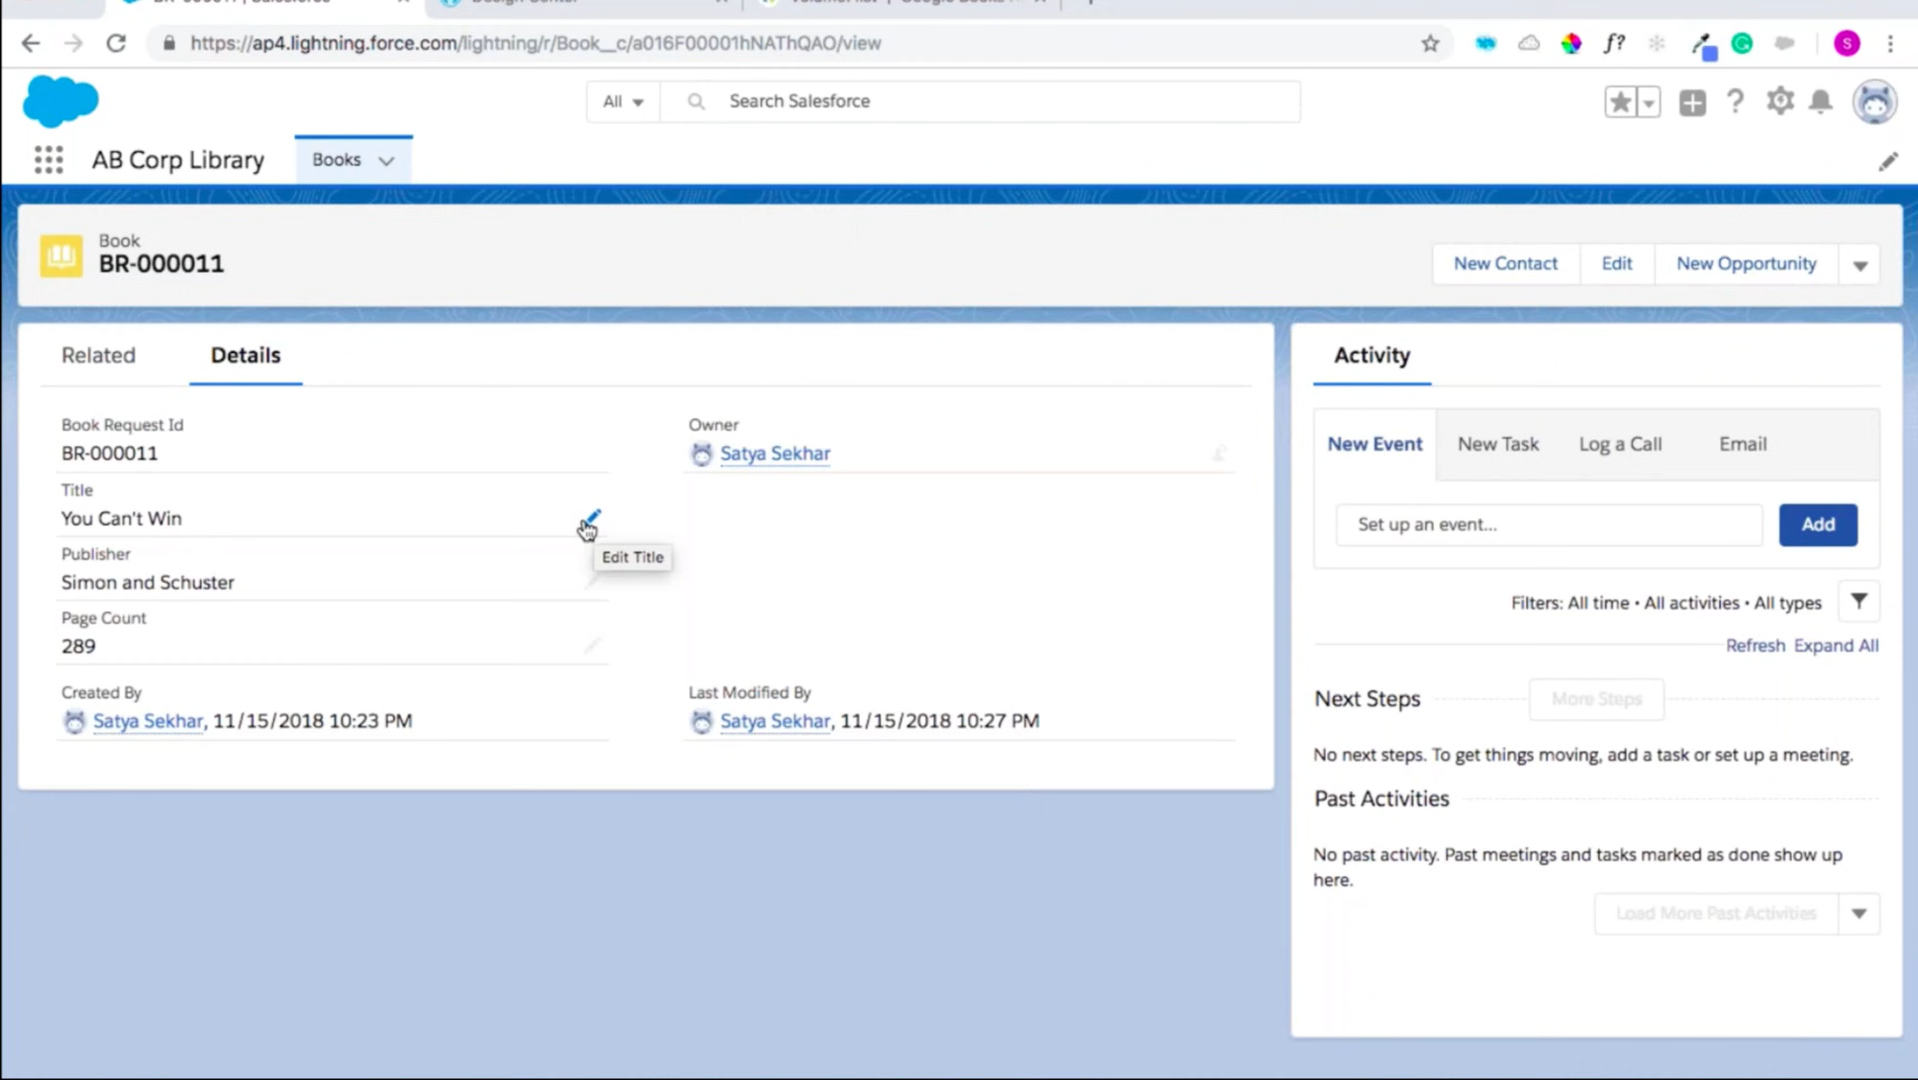 https://ap4.lightning.force.com/lightning/r/Book__c/a016F00001hNAThQAO/view
f?
S
All
Search Salesforce
AB Corp Library
Books
Book
BR-000011
New Contact
Edit
New Opportunity
Related
Details
Activity
Book Request Id
BR-000011
Owner
Satya Sekhar
New Event
New Task
Log a Call
Email
Title
You Can't Win
Edit Title
Set up an event...
Add
Publisher
Simon and Schuster
Filters: All time • All activities • All types
Page Count
289
Refresh Expand All
Created By
Satya Sekhar, 11/15/2018 10:23 PM
Last Modified By
Satya Sekhar, 11/15/2018 10:27 PM
Next Steps
More Steps
No next steps. To get things moving, add a task or set up a meeting.
Past Activities
No past activity. Past meetings and tasks marked as done show up
here.
Load More Past Activities